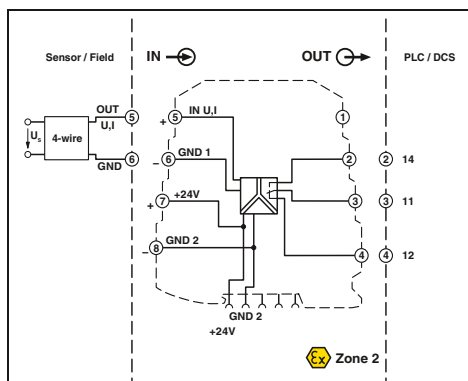 Sensor / Field
IN
OUT
PLC / DCS
OUT
5
+
5
IN U,I
1
Us
4-wire
U,I
GND
6
–
6
GND 1
2
2
14
+
7
+24V
3
3
11
–
8
GND 2
4
4
12
GND 2
+24V
Ex
Zone 2